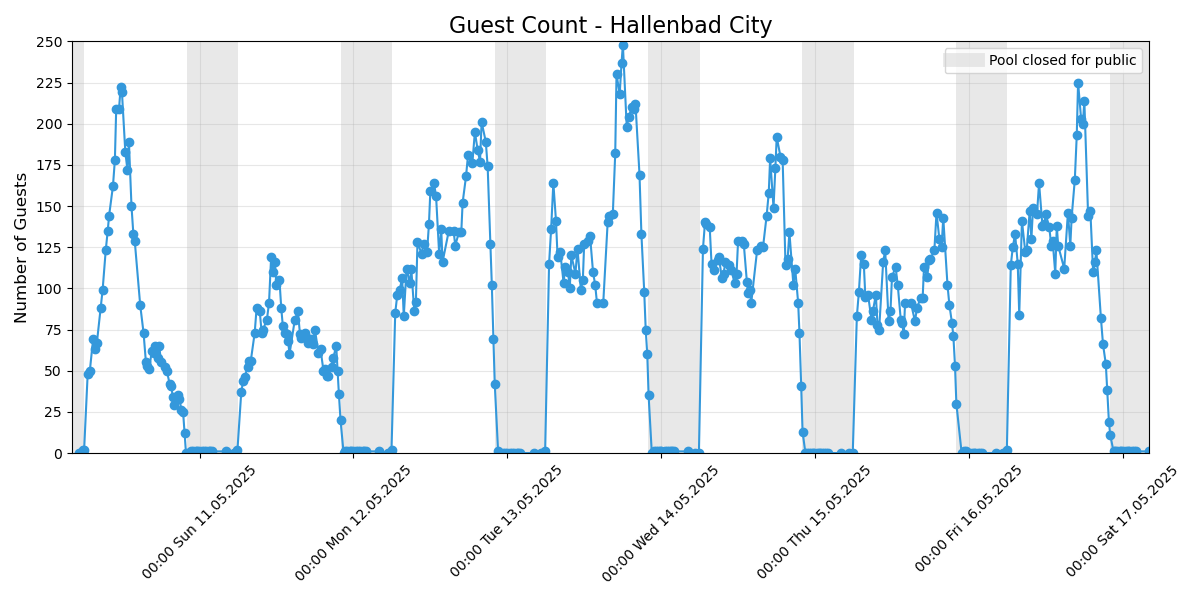 Guest Count - Hallenbad City
Pool closed for public
Number of Guests
250
225
200
175
150
125
100
75
50
25
0
00:00 Sun 11.05.2025
00:00 Mon 12.05.2025
00:00 Tue 13.05.2025
00:00 Wed 14.05.2025
00:00 Thu 15.05.2025
00:00 Fri 16.05.2025
00:00 Sat 17.05.2025